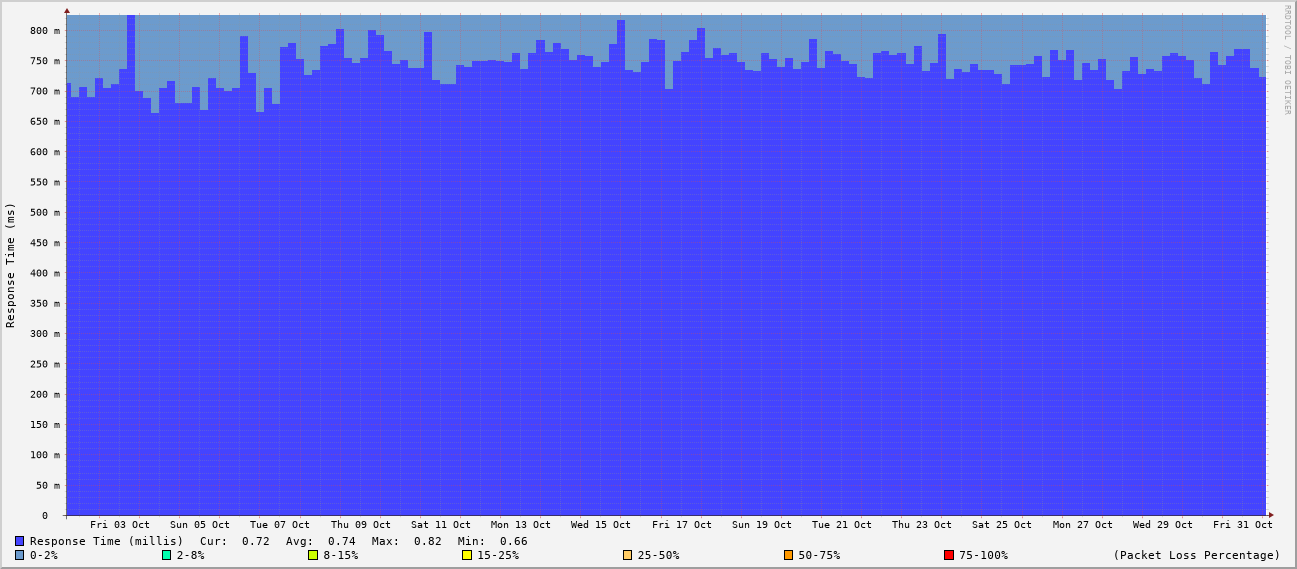 RRDTOOL / TOBI OETIKER
Response Time (ms)
800 m
750 m
700 m
650 m
600 m
550 m
500 m
450 m
400 m
350 m
300 m
250 m
200 m
150 m
100 m
50 m
0
Fri 03 Oct Sun 05 Oct Tue 07 Oct Thu 09 Oct Sat 11 Oct Mon 13 Oct Wed 15 Oct Fri 17 Oct Sun 19 Oct Tue 21 Oct Thu 23 Oct Sat 25 Oct Mon 27 Oct Wed 29 Oct Fri 31 Oct
Response Time (millis) Cur: 0.72 Avg: 0.74 Max: 0.82 Min: 0.66
0-2% 2-8% 8-15% 15-25% 25-50% 50-75% 75-100% (Packet Loss Percentage)